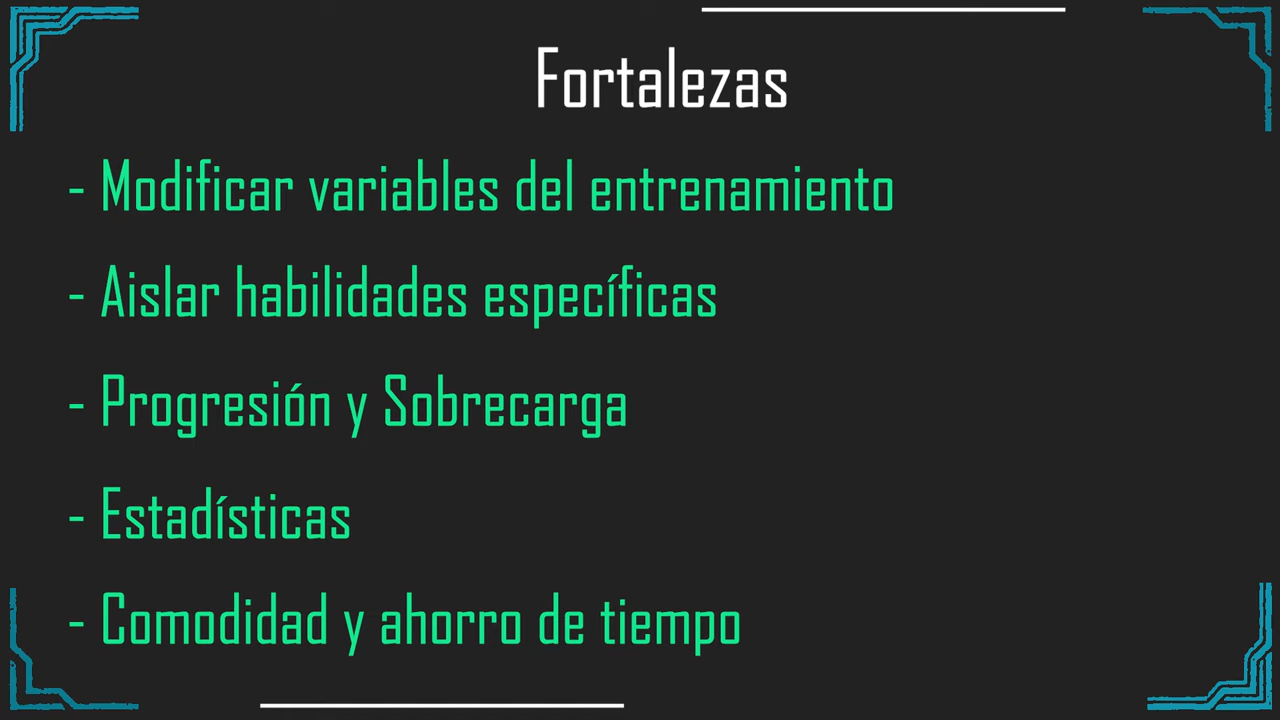 Fortalezas
- Modificar variables del entrenamiento
- Aislar habilidades específicas
- Progresión y Sobrecarga
- Estadísticas
- Comodidad y ahorro de tiempo